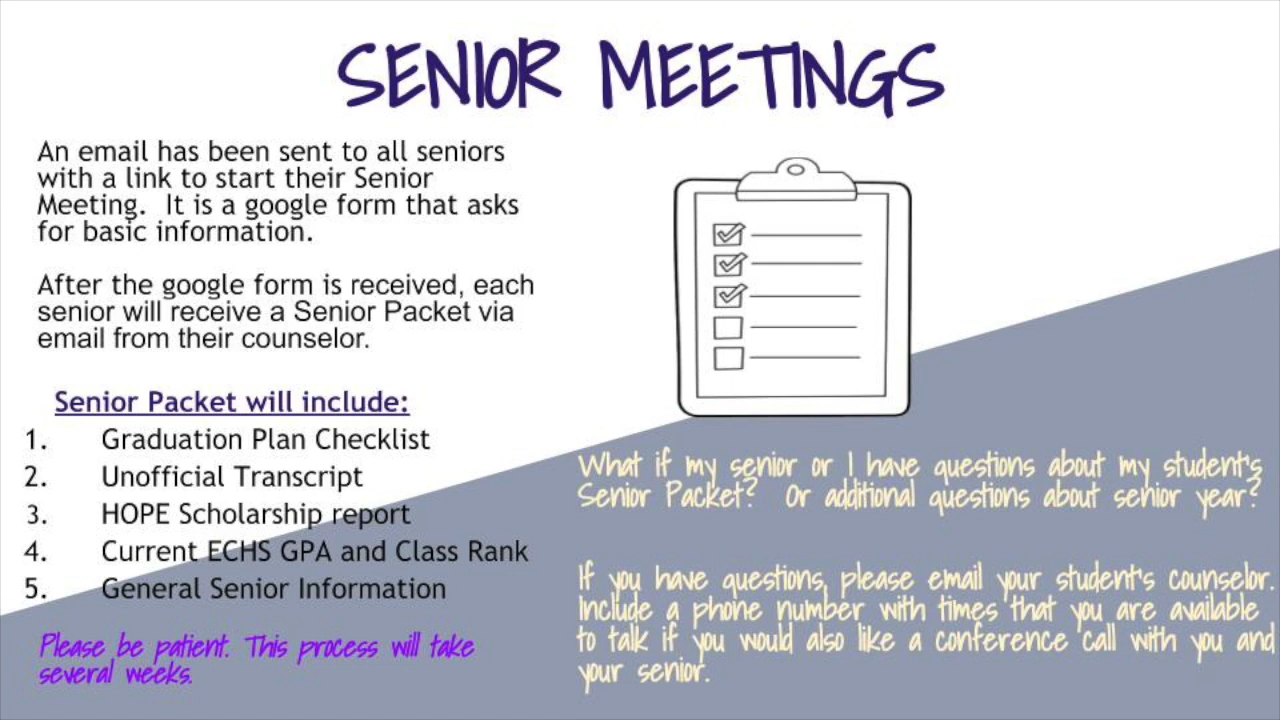 SENIOR MEETINGS
An email has been sent to all seniors
with a link to start their Senior
Meeting.  It is a google form that asks
for basic information.
After the google form is received, each
senior will receive a Senior Packet via
email from their counselor.
Senior Packet will include:
1. Graduation Plan Checklist
2. Unofficial Transcript
3. HOPE Scholarship report
4. Current ECHS GPA and Class Rank
5. General Senior Information
Please be patient. This process will take
several weeks.
What if my senior or I have questions about my student's
Senior Packet?  Or additional questions about senior year?
If you have questions, please email your student's counselor.
Include a phone number with times that you are available
to talk if you would also like a conference call with you and
your senior.